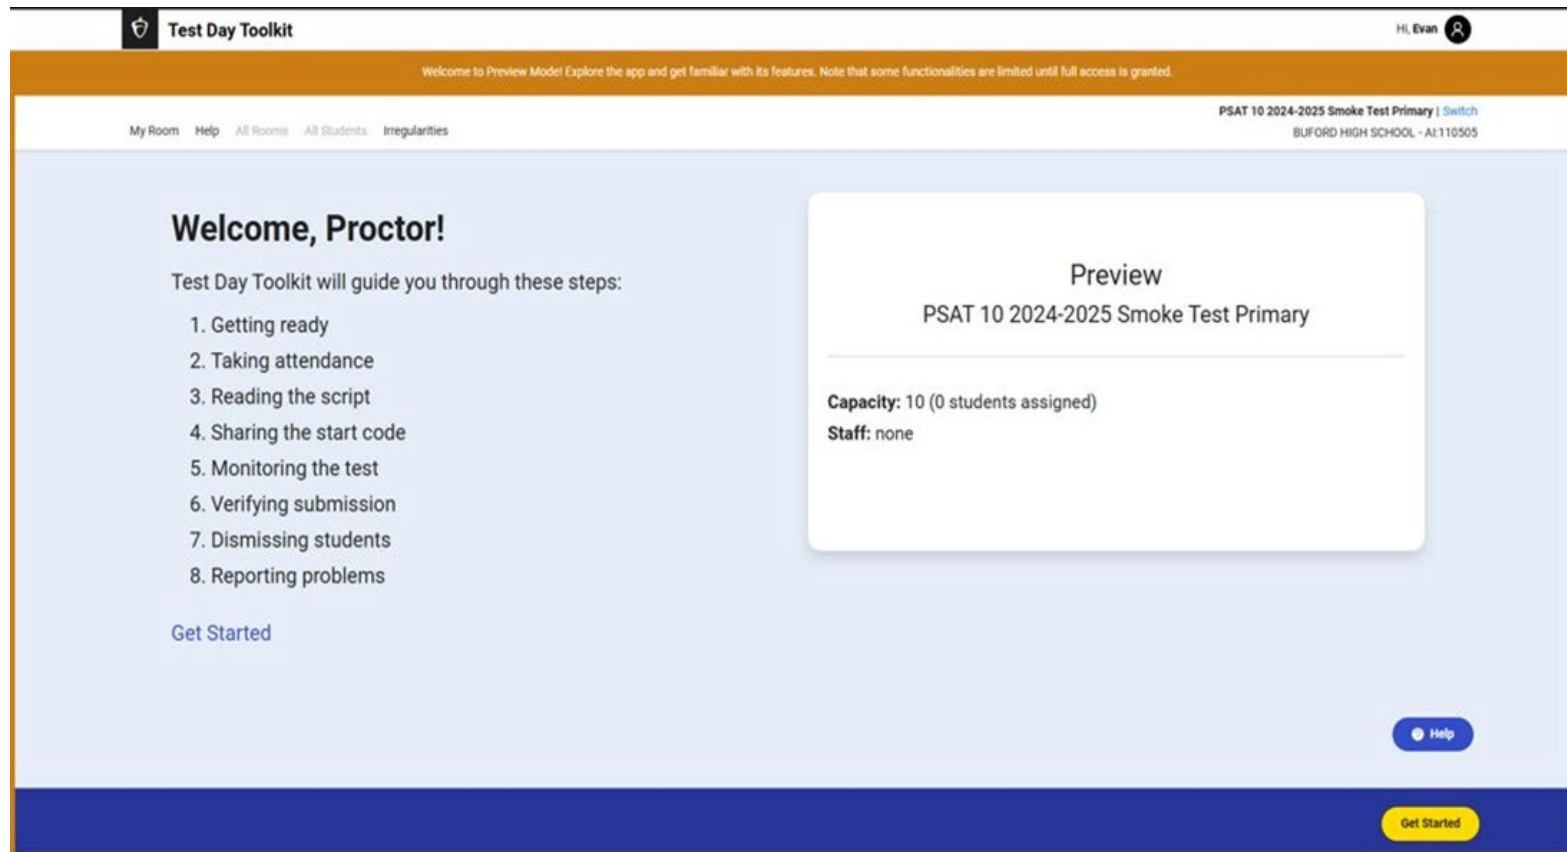 Test Day Toolkit
Hi, Evan
Welcome to Preview Mode! Explore the app and get familiar with its features. Note that some functionalities are limited until full access is granted.
PSAT 10 2024-2025 Smoke Test Primary | Switch
My Room Help All Rooms All Students Irregularities
BUFORD HIGH SCHOOL - AI:110505
Welcome, Proctor!
Test Day Toolkit will guide you through these steps:
1. Getting ready
2. Taking attendance
3. Reading the script
4. Sharing the start code
5. Monitoring the test
6. Verifying submission
7. Dismissing students
8. Reporting problems
Get Started
Preview
PSAT 10 2024-2025 Smoke Test Primary
Capacity: 10 (0 students assigned)
Staff: none
Help
Get Started